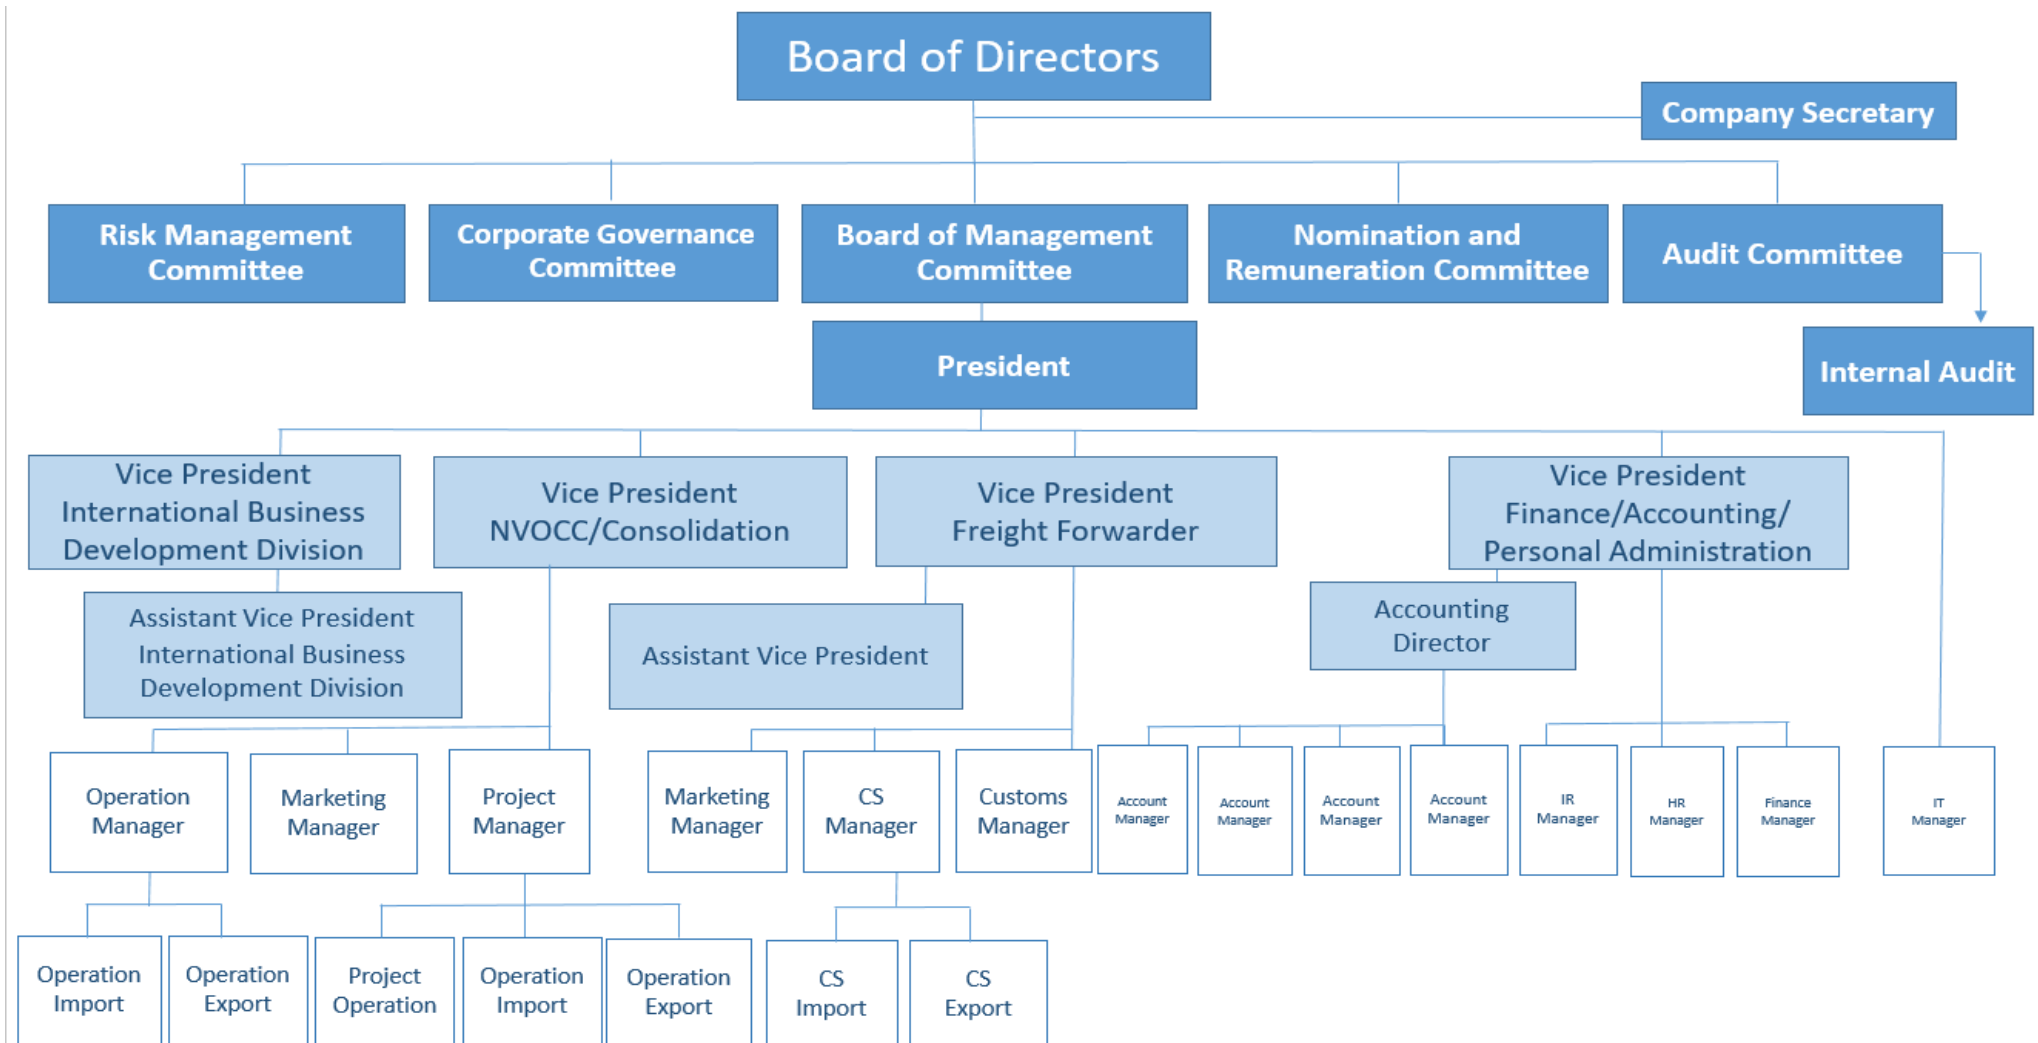 Board of Directors
Company Secretary
Risk Management
Committee
Corporate Governance
Committee
Board of Management
Committee
Nomination and
Remuneration Committee
Audit Committee
President
Internal Audit
Vice President
International Business
Development Division
Vice President
NVOCC/Consolidation
Vice President
Freight Forwarder
Vice President
Finance/Accounting/
Personal Administration
Assistant Vice President
International Business
Development Division
Assistant Vice President
Accounting
Director
Operation
Manager
Marketing
Manager
Project
Manager
Marketing
Manager
CS
Manager
Customs
Manager
Account
Manager
Account
Manager
Account
Manager
Account
Manager
IR
Manager
HR
Manager
Finance
Manager
IT
Manager
Operation
Import
Operation
Export
Project
Operation
Operation
Import
Operation
Export
CS
Import
CS
Export